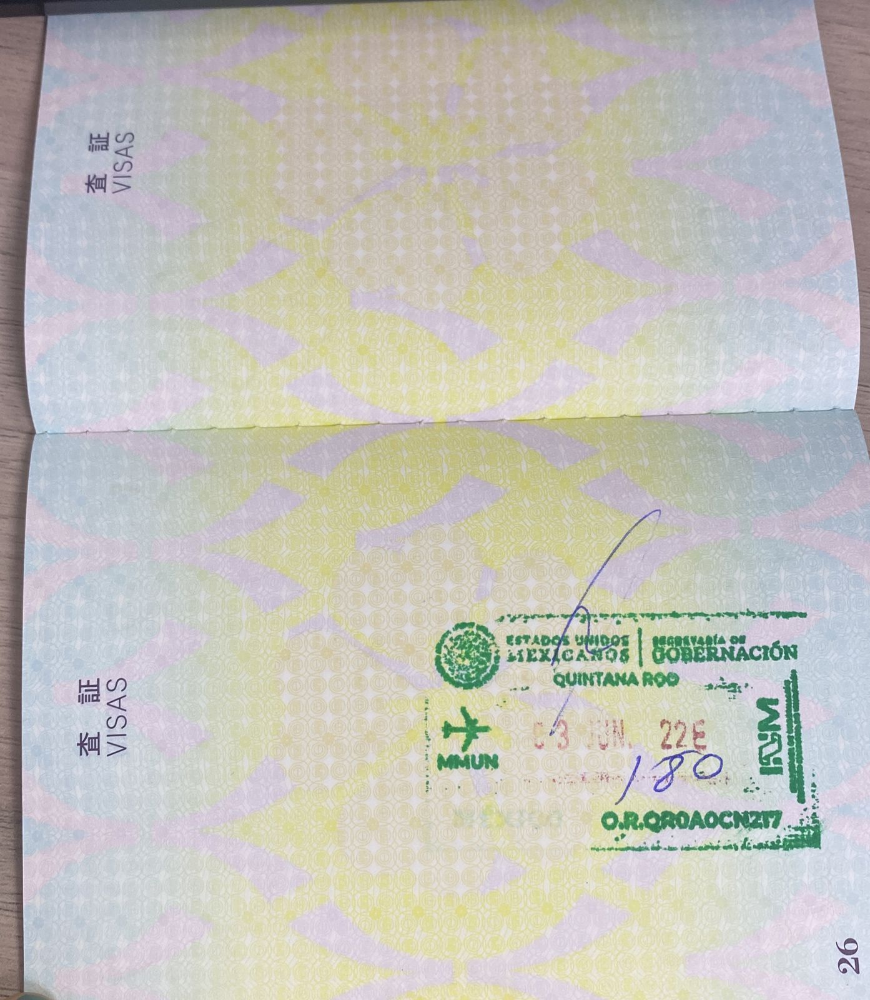 査 証
VISAS
査 証
VISAS
ESTADOS UNIDOS
MEXICANOS
SECRETARÍA DE
GOBERNACIÓN
QUINTANA ROO
MMUN
03 JUN. 22E
180
INM
O.R.QR0A0CN217
26